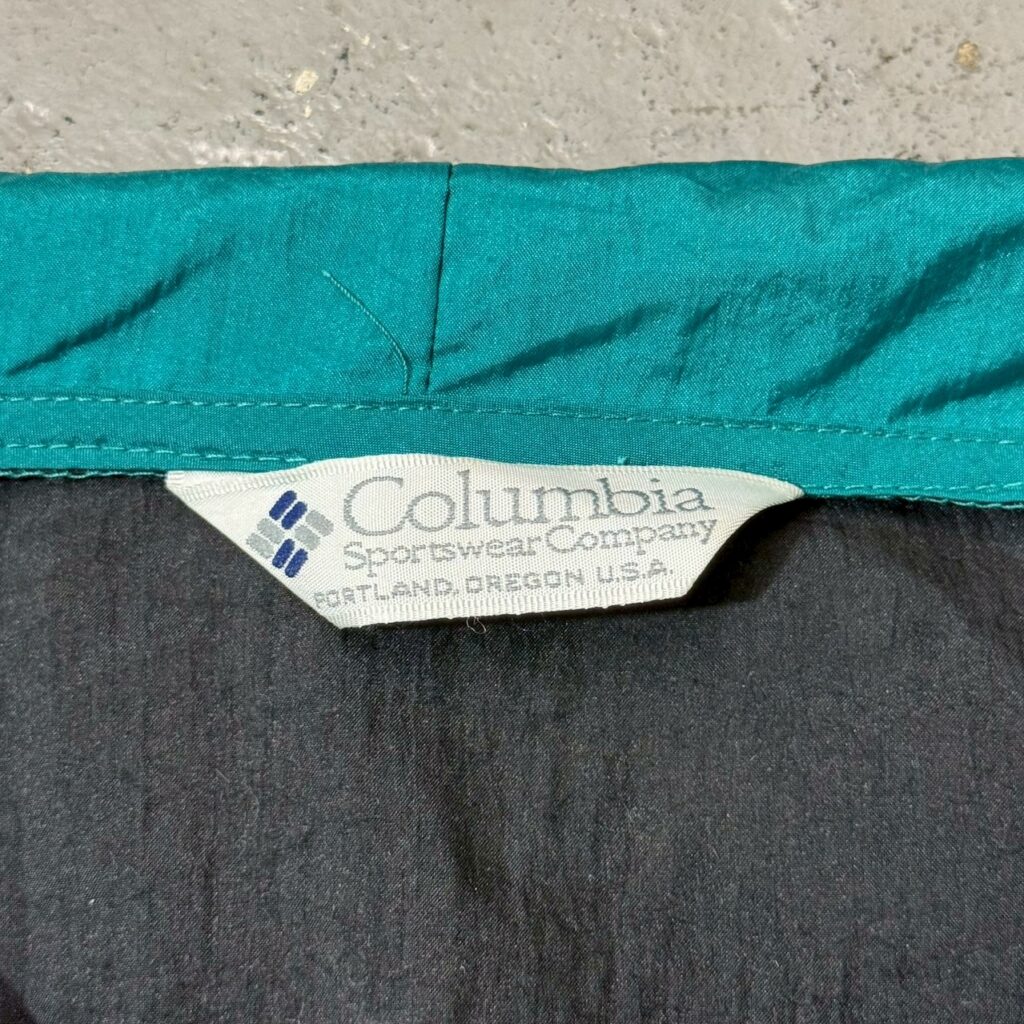 Columbia
Sportswear Company
PORTLAND, OREGON U.S.A.